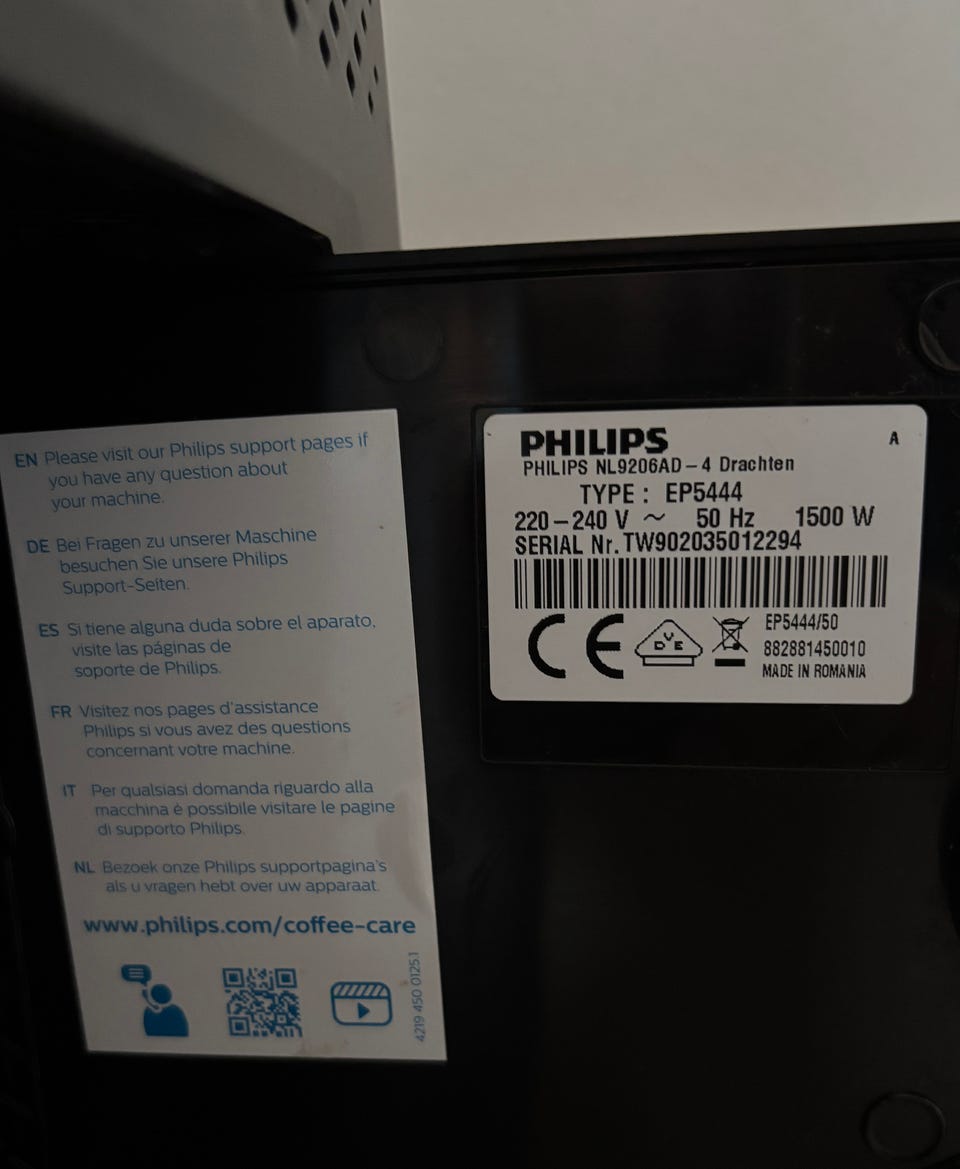 EN Please visit our Philips support pages if
you have any question about
your machine.
DE Bei Fragen zu unserer Maschine
besuchen Sie unsere Philips
Support-Seiten.
ES Si tiene alguna duda sobre el aparato,
visite las páginas de
soporte de Philips.
FR Visitez nos pages d'assistance
Philips si vous avez des questions
concernant votre machine.
IT Per qualsiasi domanda riguardo alla
macchina è possibile visitare le pagine
di supporto Philips.
NL Bezoek onze Philips supportpagina's
als u vragen hebt over uw apparaat.
www.philips.com/coffee-care
4219 450 01251
PHILIPS
A
PHILIPS NL9206AD-4 Drachten
TYPE : EP5444
220-240 V ~ 50 Hz 1500 W
SERIAL Nr. TW902035012294
CE
VDE
EP5444/50
882881450010
MADE IN ROMANIA